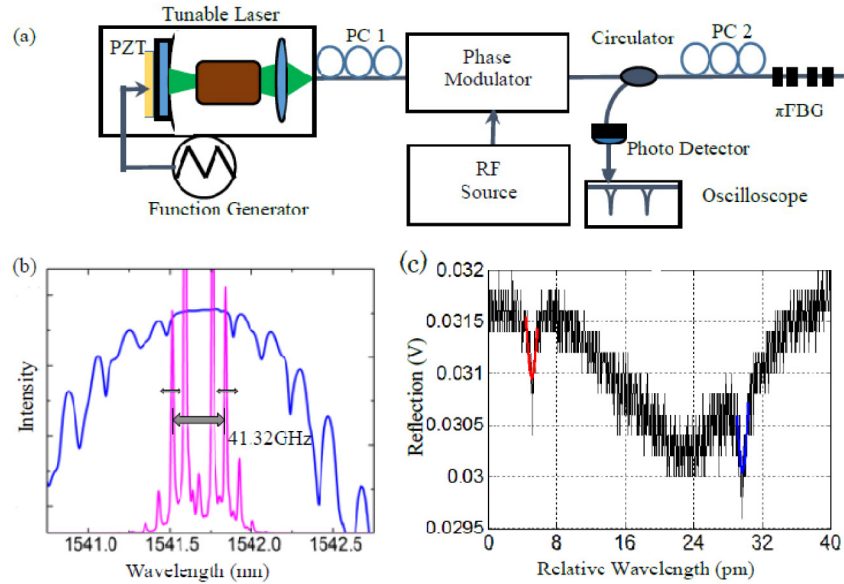 (a)
Tunable Laser
PZT
PC 1
Phase
Modulator
Circulator
PC 2
πFBG
Photo Detector
RF
Source
Oscilloscope
Function Generator
(b)
Intensity
41.32GHz
1541.0 1541.5 1542.0 1542.5
Wavelength (nm)
(c)
Reflection (V)
0.032
0.0315
0.031
0.0305
0.03
0.0295
0 8 16 24 32 40
Relative Wavelength (pm)